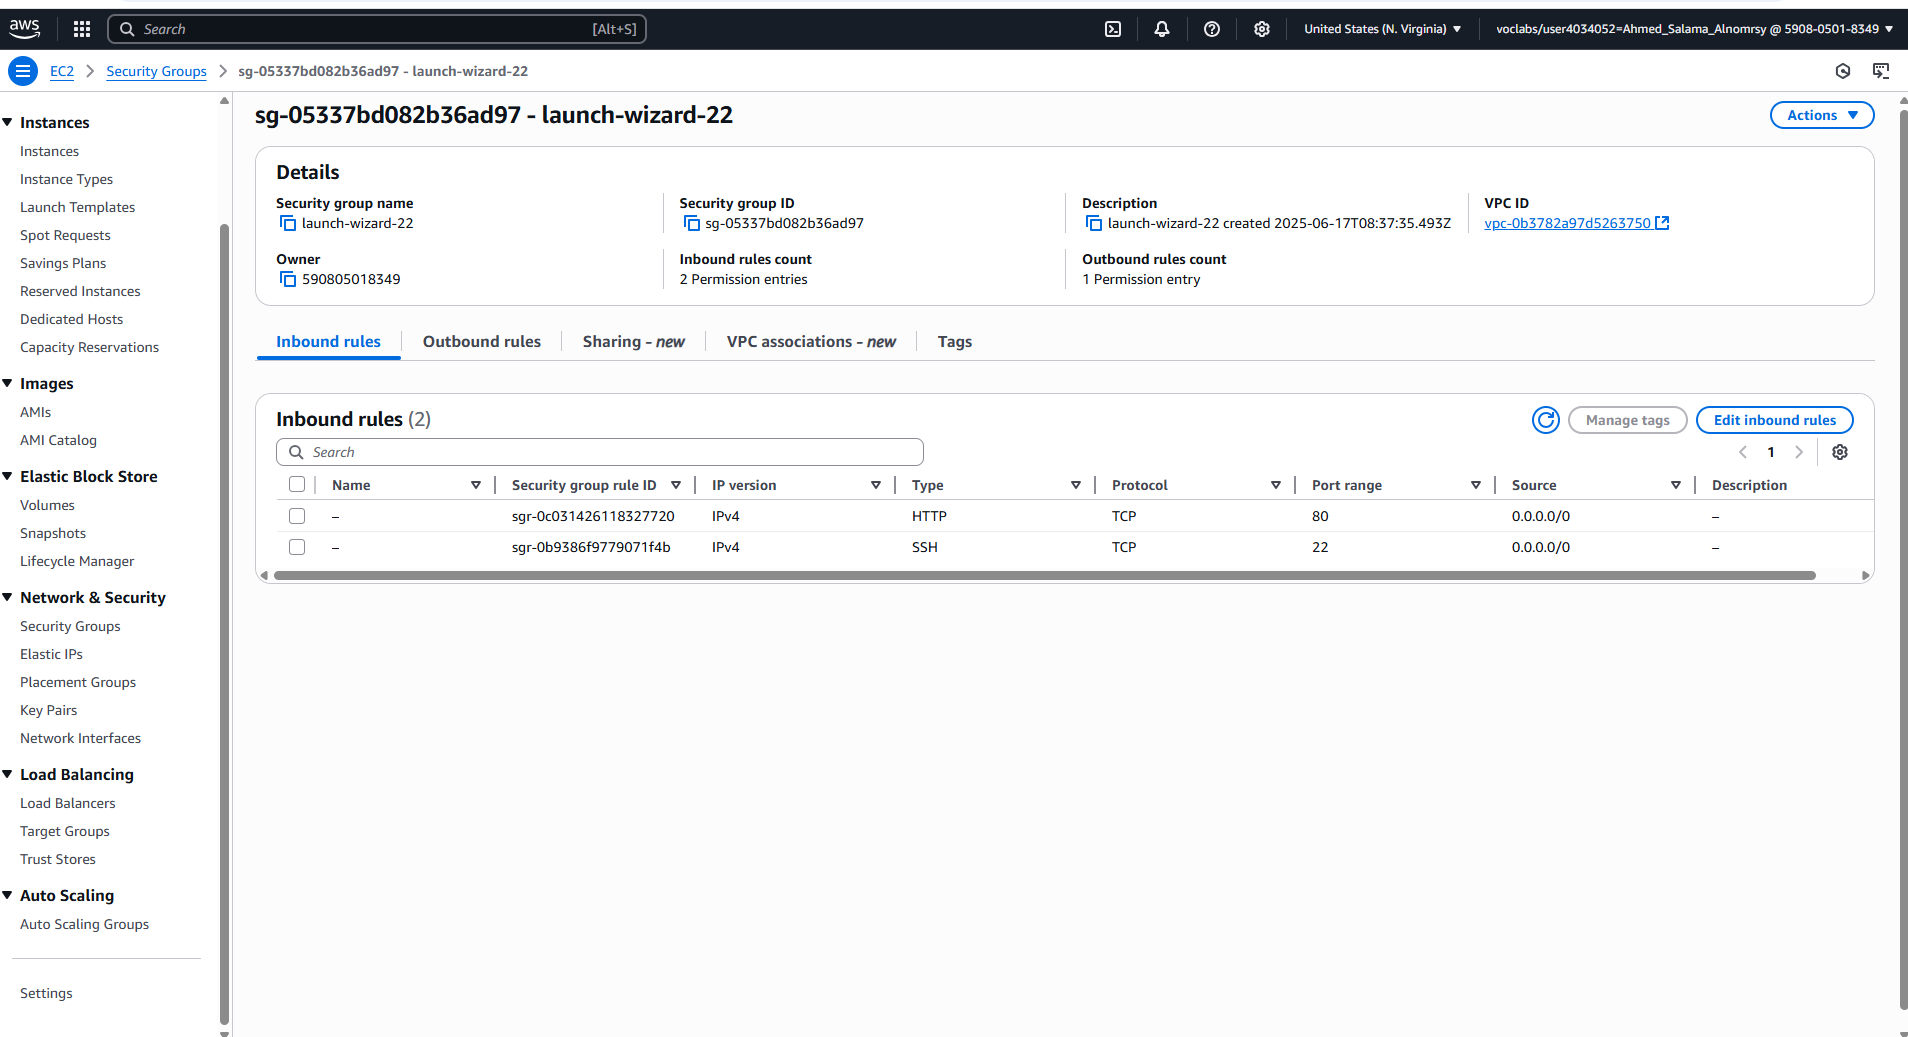 aws
Search [Alt+S]
United States (N. Virginia)
voclabs/user4034052=Ahmed_Salama_Alnomrsy @ 5908-0501-8349
EC2 > Security Groups > sg-05337bd082b36ad97 - launch-wizard-22
Instances
Instances
Instance Types
Launch Templates
Spot Requests
Savings Plans
Reserved Instances
Dedicated Hosts
Capacity Reservations
Images
AMIs
AMI Catalog
Elastic Block Store
Volumes
Snapshots
Lifecycle Manager
Network & Security
Security Groups
Elastic IPs
Placement Groups
Key Pairs
Network Interfaces
Load Balancing
Load Balancers
Target Groups
Trust Stores
Auto Scaling
Auto Scaling Groups
Settings
sg-05337bd082b36ad97 - launch-wizard-22
Actions
Details
Security group name
launch-wizard-22
Security group ID
sg-05337bd082b36ad97
Description
launch-wizard-22 created 2025-06-17T08:37:35.493Z
VPC ID
vpc-0b3782a97d5263750
Owner
590805018349
Inbound rules count
2 Permission entries
Outbound rules count
1 Permission entry
Inbound rules
Outbound rules
Sharing - new
VPC associations - new
Tags
Inbound rules (2)
Manage tags
Edit inbound rules
Search
1
Name Security group rule ID IP version Type Protocol Port range Source Description
– sgr-0c031426118327720 IPv4 HTTP TCP 80 0.0.0.0/0 –
– sgr-0b9386f9779071f4b IPv4 SSH TCP 22 0.0.0.0/0 –